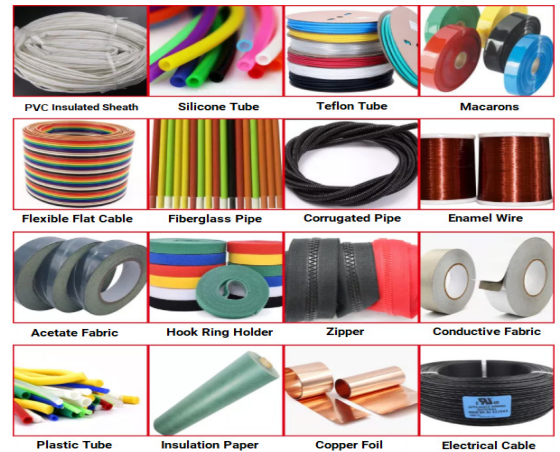 PVC Insulated Sheath
Silicone Tube
Teflon Tube
Macarons
Flexible Flat Cable
Fiberglass Pipe
Corrugated Pipe
Enamel Wire
Acetate Fabric
Hook Ring Holder
Zipper
Conductive Fabric
Plastic Tube
Insulation Paper
Copper Foil
Electrical Cable